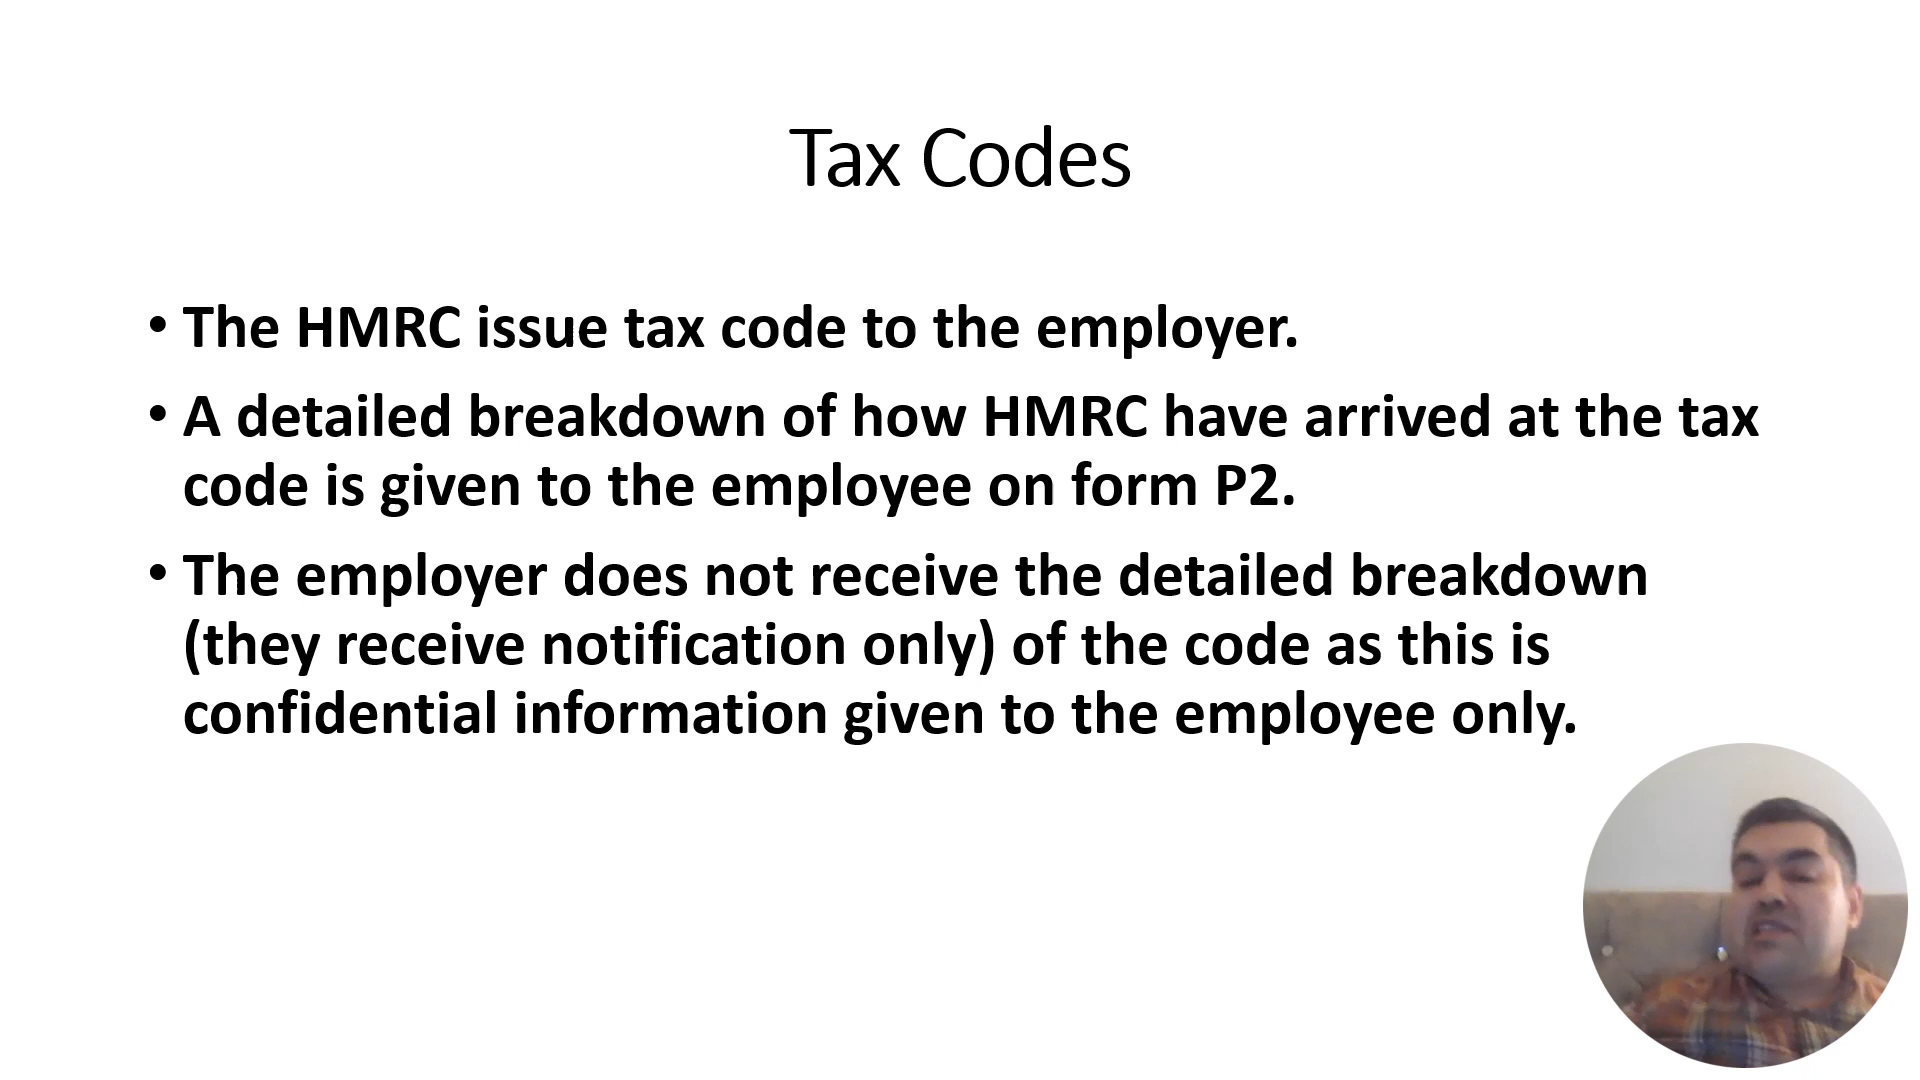 Tax Codes
• The HMRC issue tax code to the employer.
• A detailed breakdown of how HMRC have arrived at the tax
code is given to the employee on form P2.
• The employer does not receive the detailed breakdown
(they receive notification only) of the code as this is
confidential information given to the employee only.